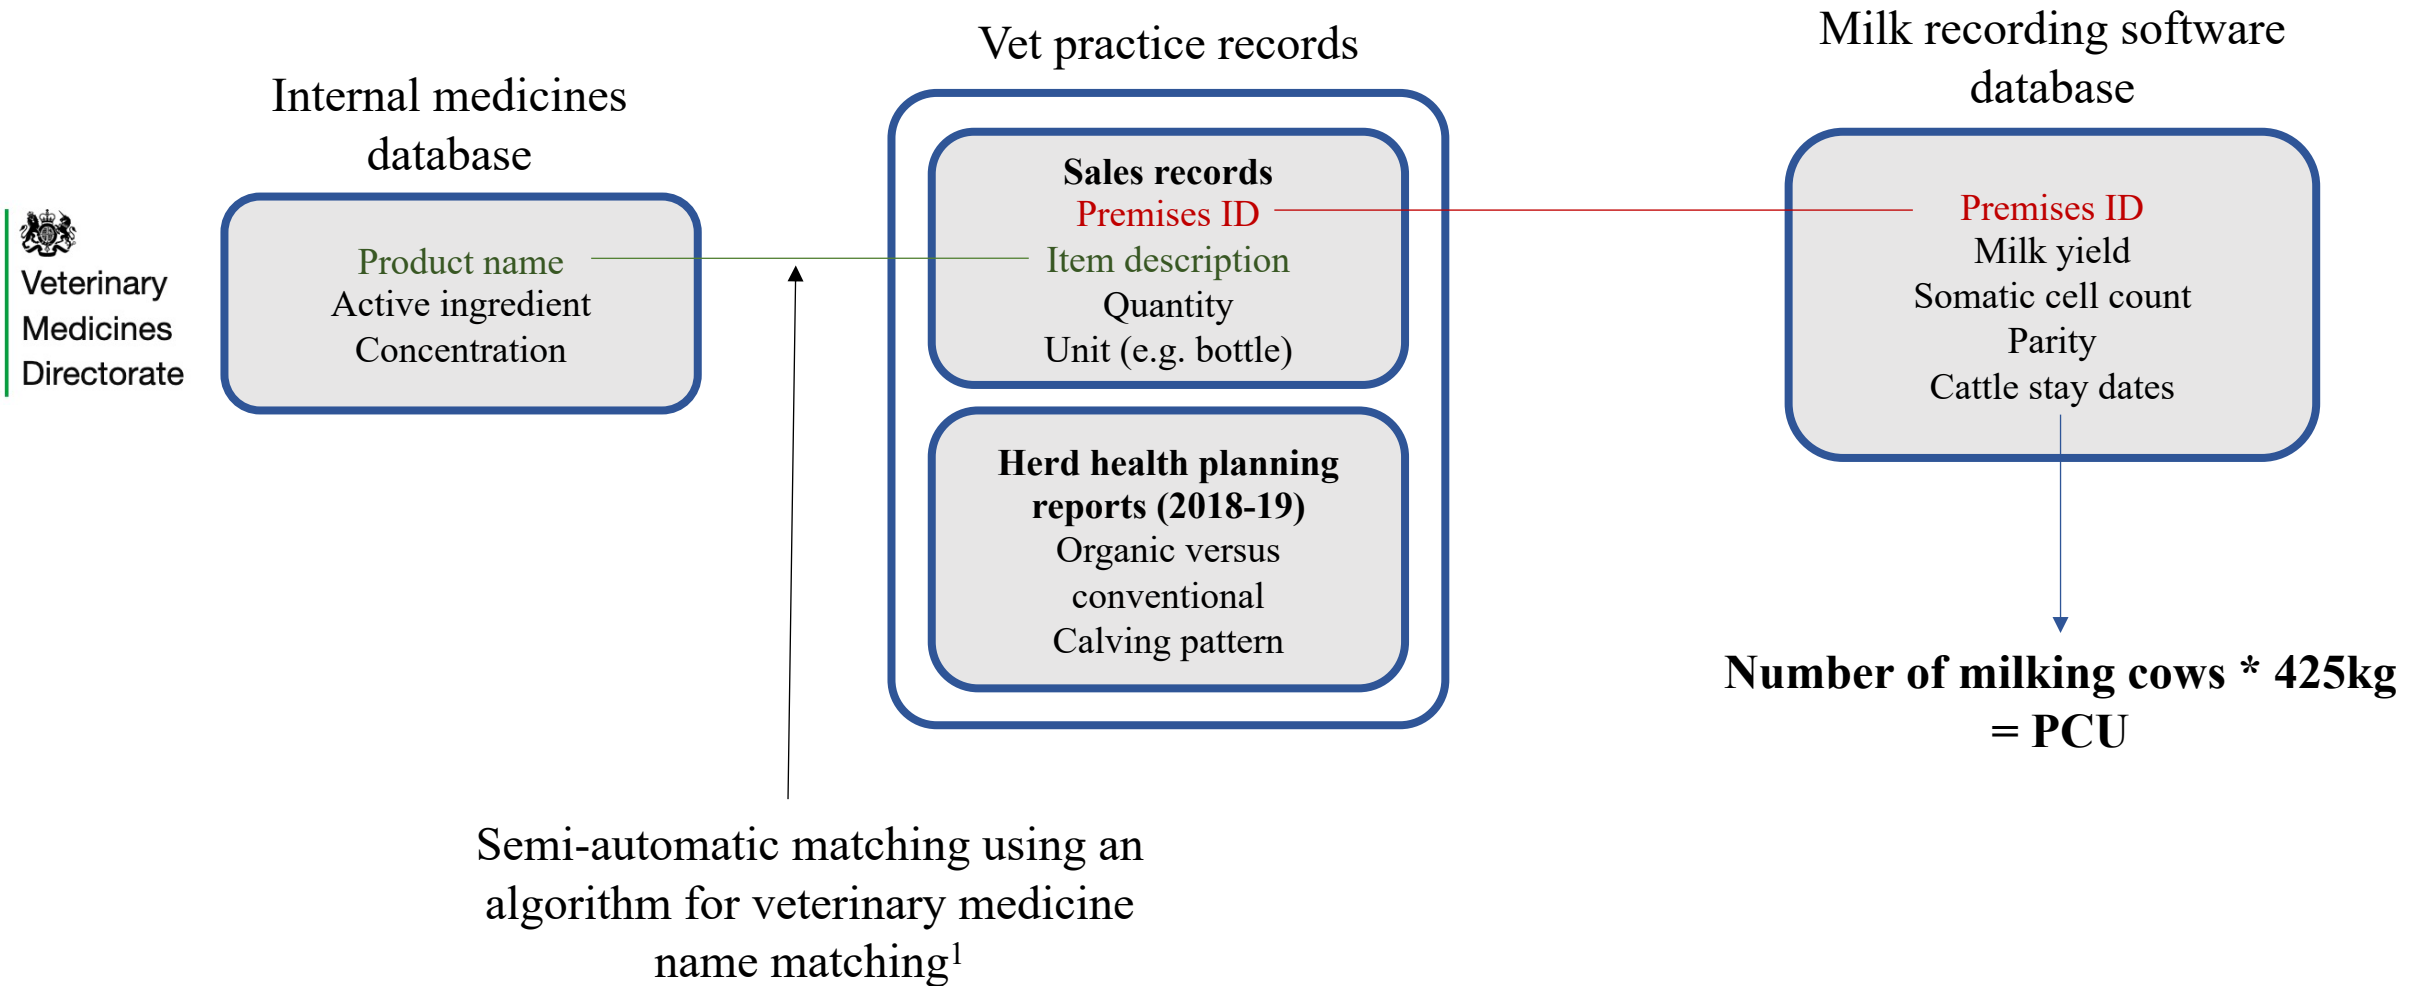 Internal medicines
database
Veterinary
Medicines
Directorate
Product name
Active ingredient
Concentration
Vet practice records
Sales records
Premises ID
Item description
Quantity
Unit (e.g. bottle)
Herd health planning
reports (2018-19)
Organic versus
conventional
Calving pattern
Milk recording software
database
Premises ID
Milk yield
Somatic cell count
Parity
Cattle stay dates
Number of milking cows * 425kg
= PCU
Semi-automatic matching using an
algorithm for veterinary medicine
name matching¹